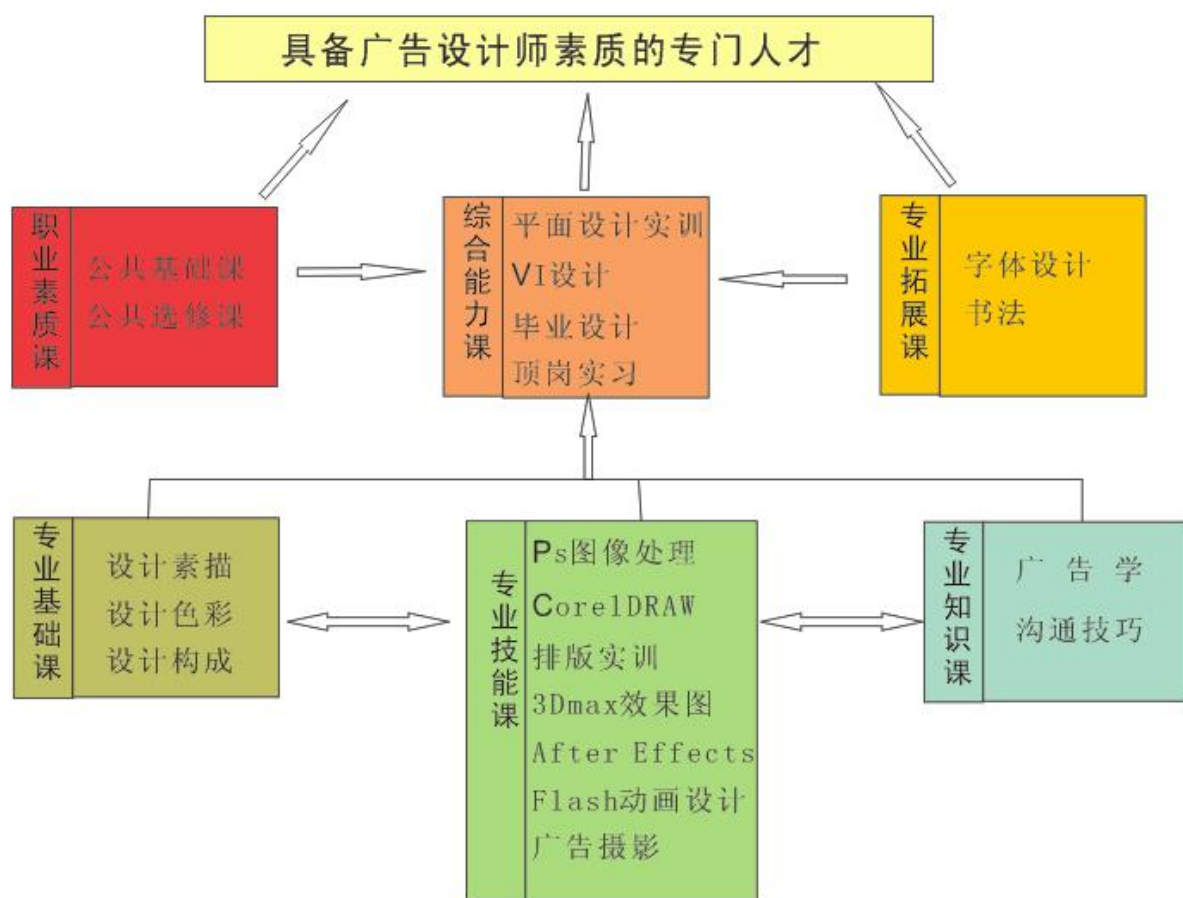 具备广告设计师素质的专门人才
职业素质课
公共基础课
公共选修课
综合能力课
平面设计实训
VI设计
毕业设计
顶岗实习
专业拓展课
字体设计
书法
专业基础课
设计素描
设计色彩
设计构成
专业技能课
Ps图像处理
CorelDRAW
排版实训
3Dmax效果图
After Effects
Flash动画设计
广告摄影
专业知识课
广 告 学
沟通技巧